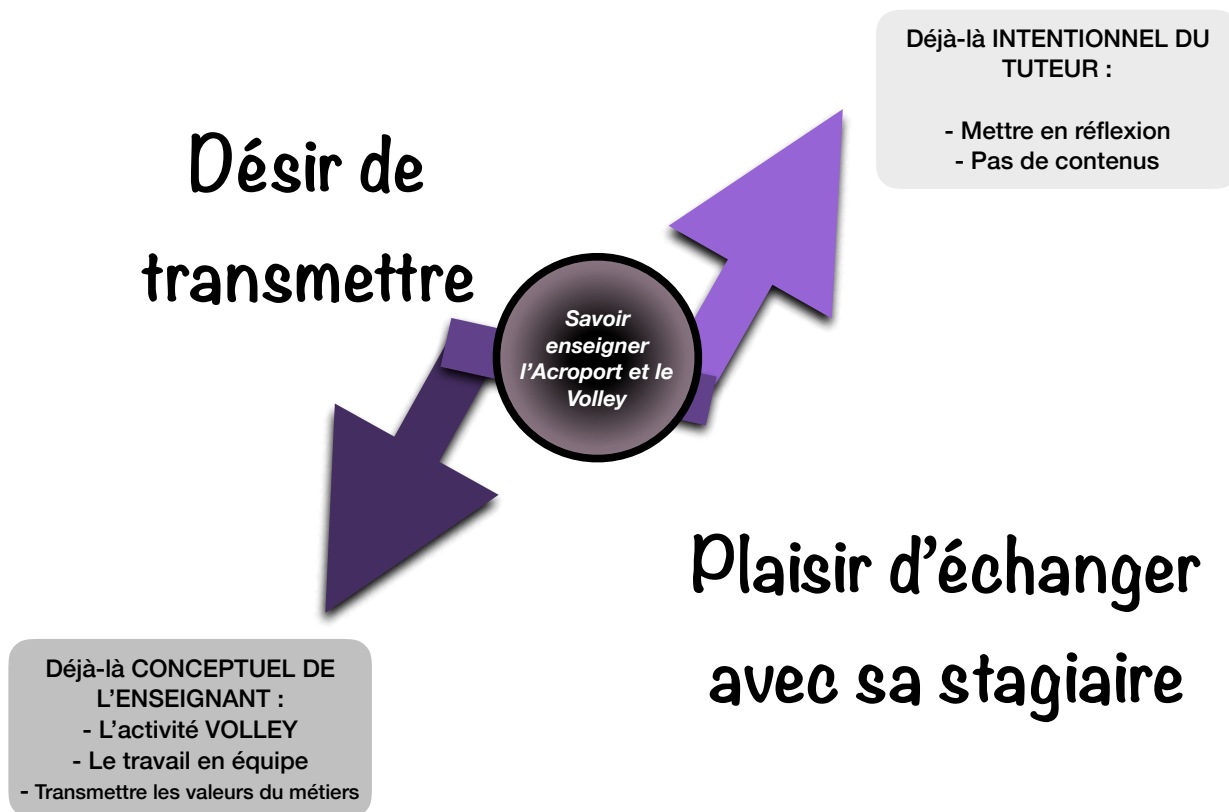 Déjà-là INTENTIONNEL DU
TUTEUR :
- Mettre en réflexion
- Pas de contenus
Désir de
transmettre
Savoir
enseigner
l’Acroport et le
Volley
Plaisir d’échanger
avec sa stagiaire
Déjà-là CONCEPTUEL DE
L’ENSEIGNANT :
- L’activité VOLLEY
- Le travail en équipe
- Transmettre les valeurs du métiers